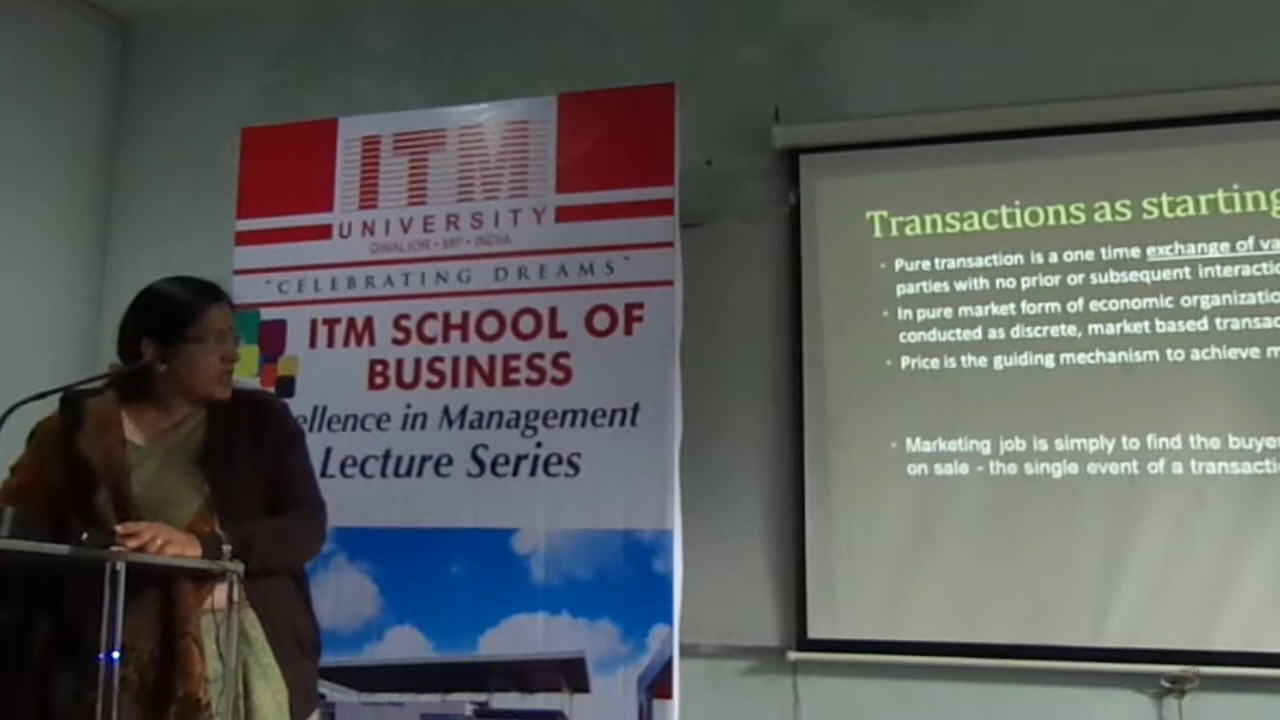 ITM
UNIVERSITY
GWALIOR • MP • INDIA
"CELEBRATING DREAMS"
ITM SCHOOL OF
BUSINESS
ellence in Management
Lecture Series
Transactions as starting
• Pure transaction is a one time exchange of va
parties with no prior or subsequent interactio
• In pure market form of economic organizatio
conducted as discrete, market based transac
• Price is the guiding mechanism to achieve m
• Marketing job is simply to find the buye
on sale - the single event of a transacti